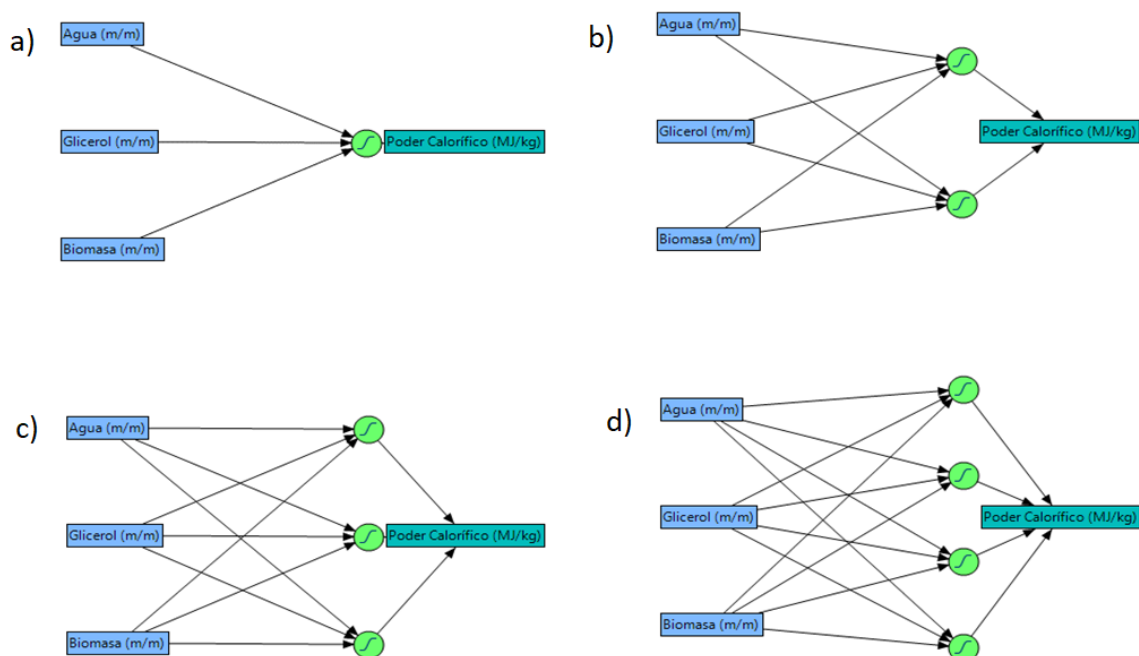 a)
Agua (m/m)
Glicerol (m/m)
Poder Calorífico (MJ/kg)
Biomasa (m/m)
b)
Agua (m/m)
Glicerol (m/m)
Poder Calorífico (MJ/kg)
Biomasa (m/m)
c)
Agua (m/m)
Glicerol (m/m)
Poder Calorífico (MJ/kg)
Biomasa (m/m)
d)
Agua (m/m)
Glicerol (m/m)
Poder Calorífico (MJ/kg)
Biomasa (m/m)